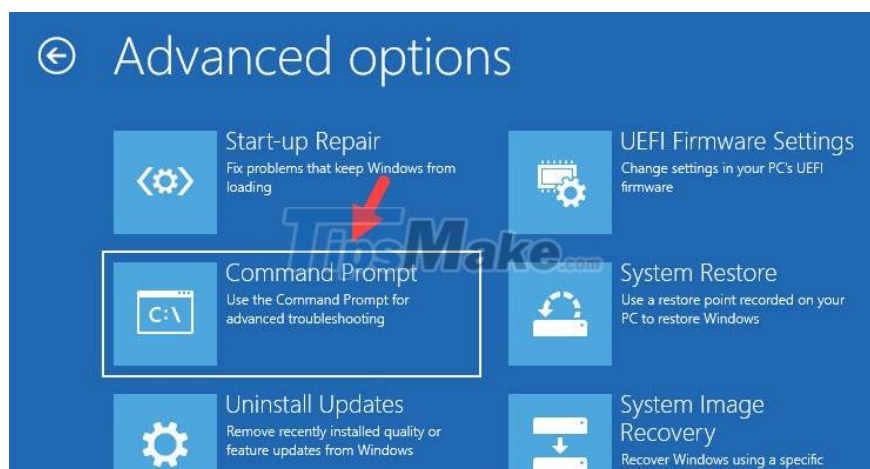 Advanced options
Start-up Repair
Fix problems that keep Windows from
loading
UEFI Firmware Settings
Change settings in your PC's UEFI
firmware
TipsMake.com
Command Prompt
Use the Command Prompt for
advanced troubleshooting
C:\
System Restore
Use a restore point recorded on your
PC to restore Windows
Uninstall Updates
Remove recently installed quality or
feature updates from Windows
System Image
Recovery
Recover Windows using a specific